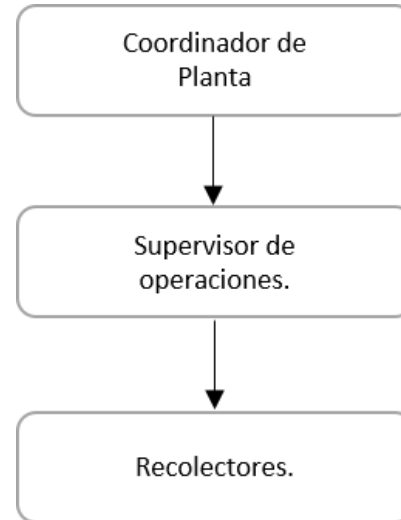 Coordinador de
Planta
Supervisor de
operaciones.
Recolectores.